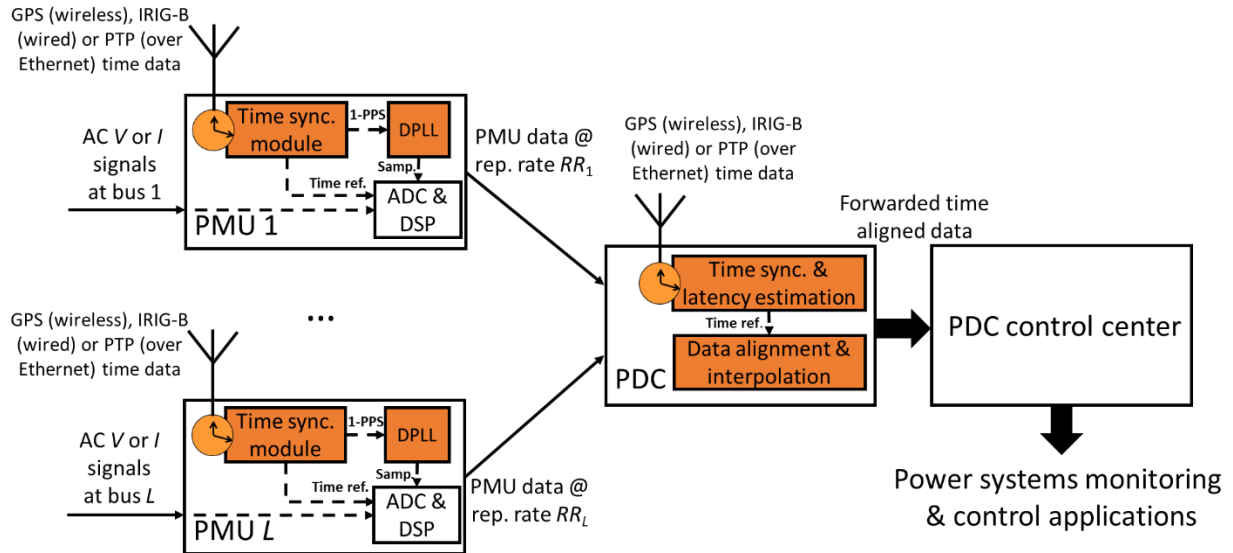 GPS (wireless), IRIG-B
(wired) or PTP (over
Ethernet) time data
AC V or I
signals
at bus 1
Time sync.
module
1-PPS
DPLL
Samp.
Time ref.
ADC &
DSP
PMU 1
PMU data @
rep. rate RR1
...
GPS (wireless), IRIG-B
(wired) or PTP (over
Ethernet) time data
AC V or I
signals
at bus L
Time sync.
module
1-PPS
DPLL
Samp.
Time ref.
ADC &
DSP
PMU L
PMU data @
rep. rate RRL
GPS (wireless), IRIG-B
(wired) or PTP (over
Ethernet) time data
Time sync. &
latency estimation
Time ref.
Data alignment &
interpolation
PDC
Forwarded time
aligned data
PDC control center
Power systems monitoring
& control applications